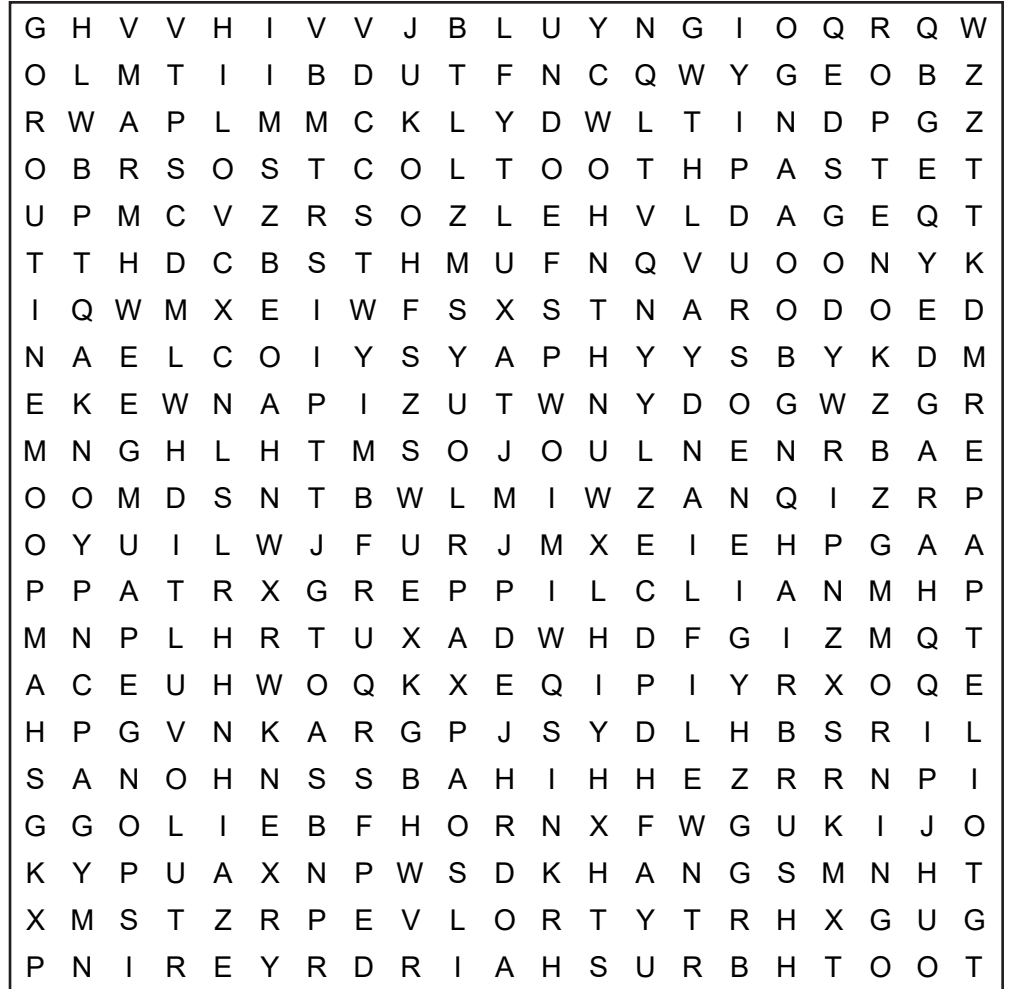 G H V V H I V V J B L U Y N G I O Q R Q W
O L M T I I B D U T F N C Q W Y G E O B Z
R W A P L M M C K L Y D W L T I N D P G Z
O B R S O S T C O L T O O T H P A S T E T
U P M C V Z R S O Z L E H V L D A G E Q T
T T H D C B S T H M U F N Q V U O O N Y K
I Q W M X E I W F S X S T N A R O D O E D
N A E L C O I Y S Y A P H Y Y S B Y K D M
E K E W N A P I Z U T W N Y D O G W Z G R
M N G H L H T M S O J O U L N E N R B A E
O O M D S N T B W L M I W Z A N Q I Z R P
O Y U I L W J F U R J M X E I E H P G A A
P P A T R X G R E P P I L C L I A N M H P
M N P L H R T U X A D W H D F G I Z M Q T
A C E U H W O Q K X E Q I P I Y R X O Q E
H P G V N K A R G P J S Y D L H B S R I L
S A N O H N S S B A H I H H E Z R R N P I
G G O L I E B F H O R N X F W G U K I J O
K Y P U A X N P W S D K H A N G S M N H T
X M S T Z R P E V L O R T Y T R H X G U G
P N I R E Y R D R I A H S U R B H T O O T